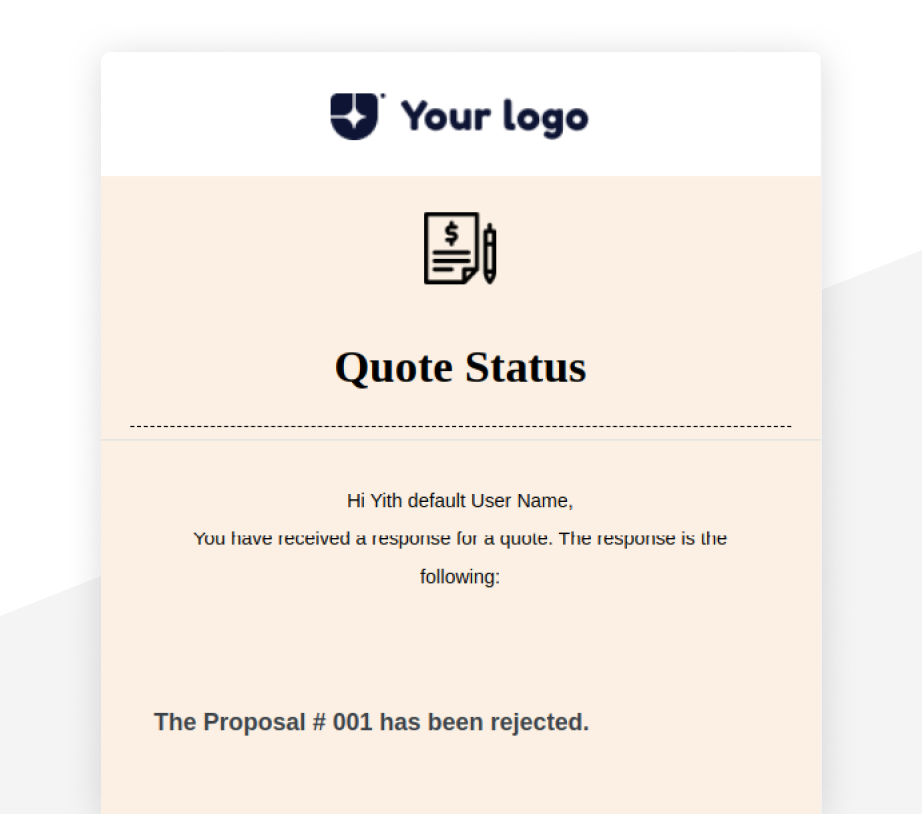 Your logo
$
Quote Status
Hi Yith default User Name,
You have received a response for a quote. The response is the
following:
The Proposal # 001 has been rejected.